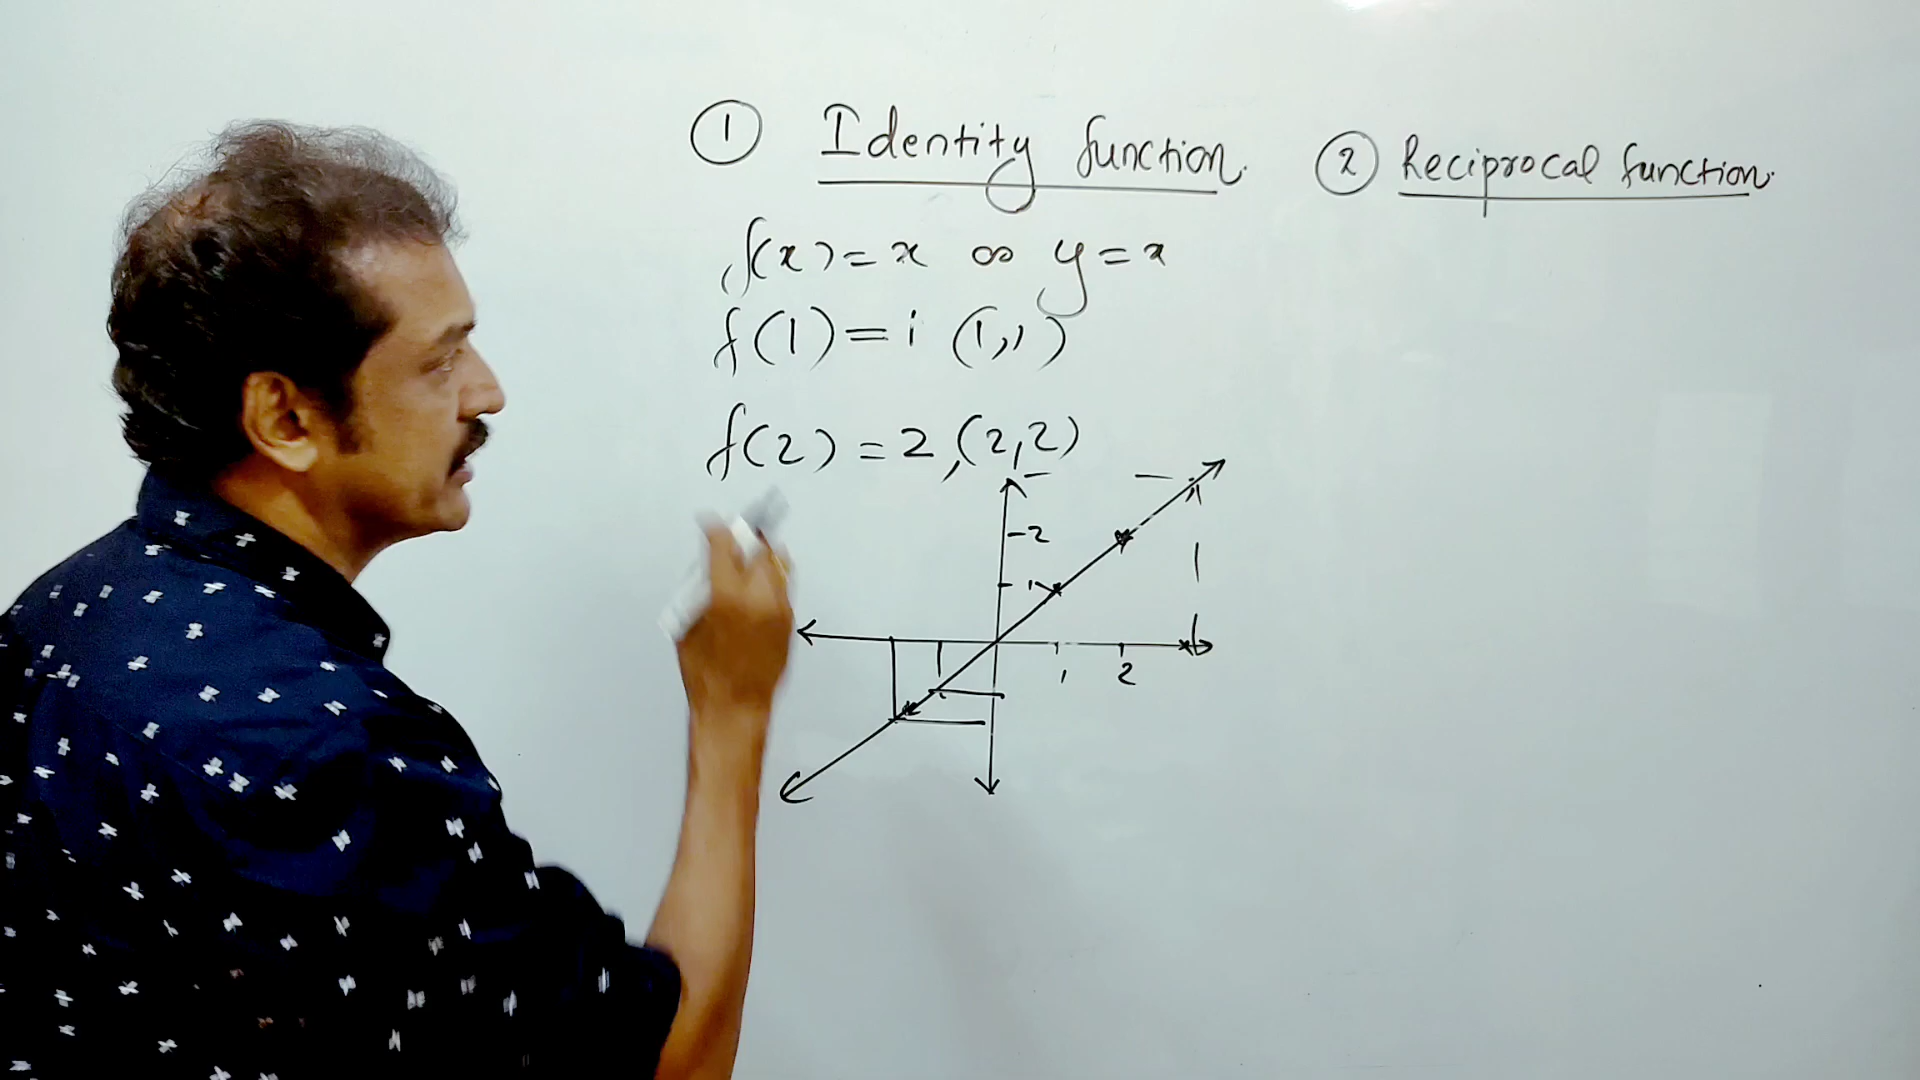 ① Identity function.
f(x) = x or y = x
f(1) = 1 (1,1)
f(2) = 2, (2,2)
-2
1
1 2
② Reciprocal function.